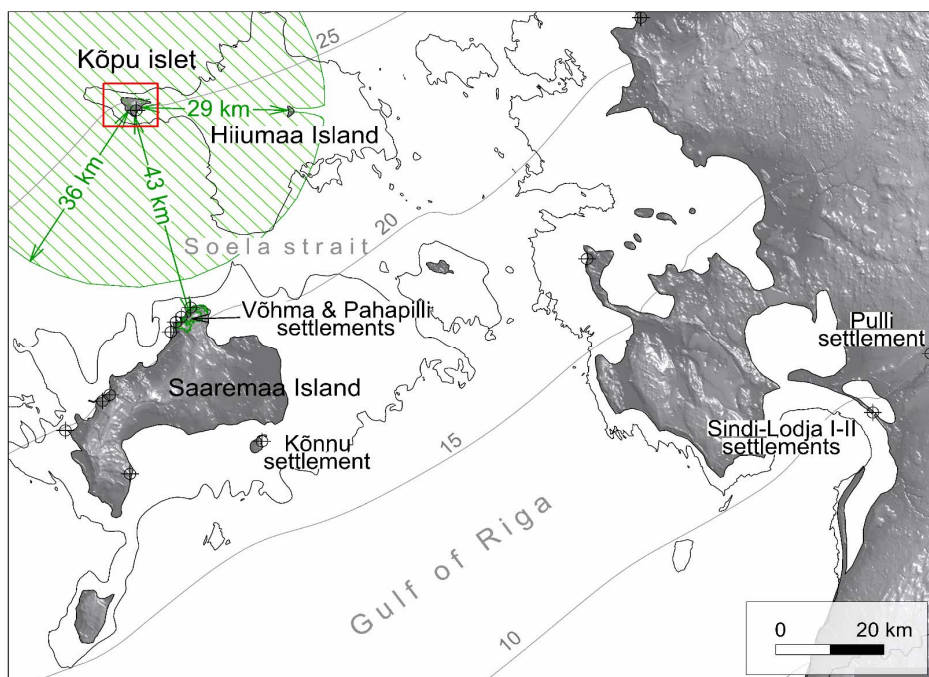 25
Kõpu islet
29 km
Hiiumaa Island
36 km
43 km
20
Soela strait
Võhma & Pahapilli
settlements
Pulli
settlement
Saaremaa Island
Kõnnu
settlement
15
Sindi-Lodja I-II
settlements
Gulf of Riga
10
0 20 km